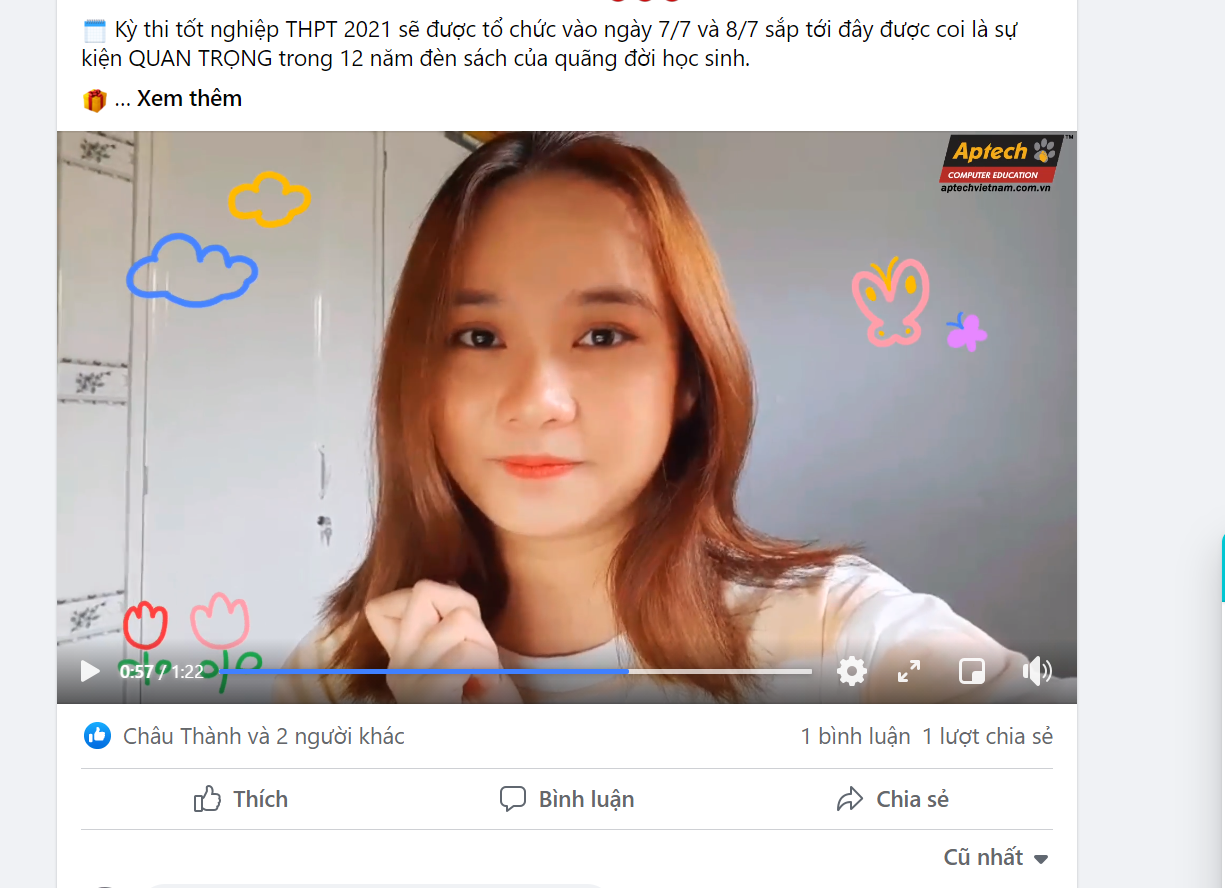 Kỳ thi tốt nghiệp THPT 2021 sẽ được tổ chức vào ngày 7/7 và 8/7 sắp tới đây được coi là sự
kiện QUAN TRỌNG trong 12 năm đèn sách của quãng đời học sinh.
... Xem thêm
Aptech
TM
COMPUTER EDUCATION
aptechvietnam.com.vn
0:57 / 1:22
Châu Thành và 2 người khác
1 bình luận 1 lượt chia sẻ
Thích
Bình luận
Chia sẻ
Cũ nhất